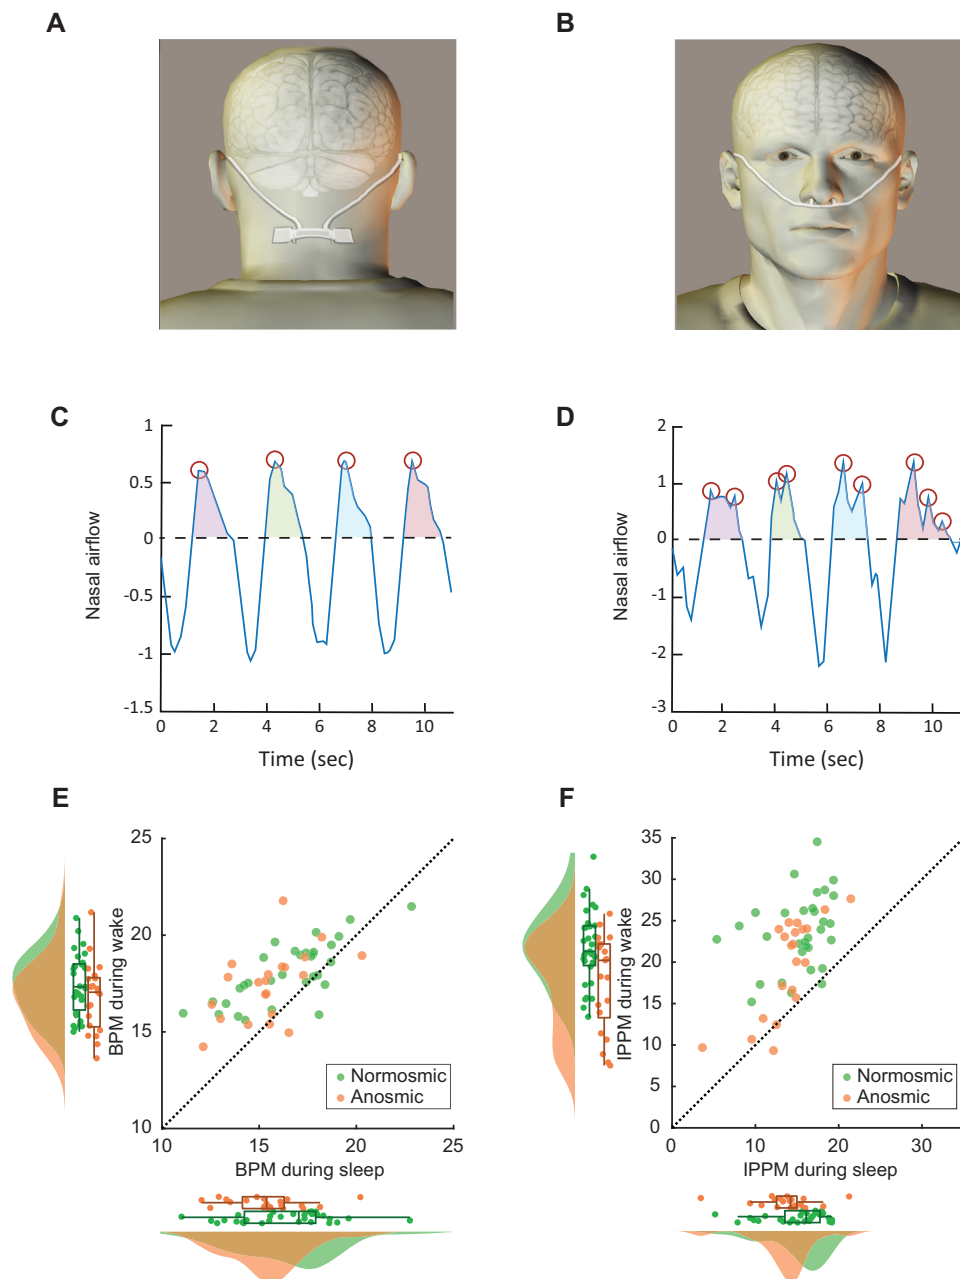 A
B
C
D
1
0.5
0
-0.5
-1
-1.5
Nasal airflow
0
2
4
6
8
10
Time (sec)
2
1
0
-1
-2
-3
Nasal airflow
0
2
4
6
8
10
Time (sec)
E
F
25
20
15
10
BPM during wake
10
15
20
25
BPM during sleep
Normosmic
Anosmic
35
30
25
20
15
10
5
0
IPPM during wake
0
10
20
30
IPPM during sleep
Normosmic
Anosmic